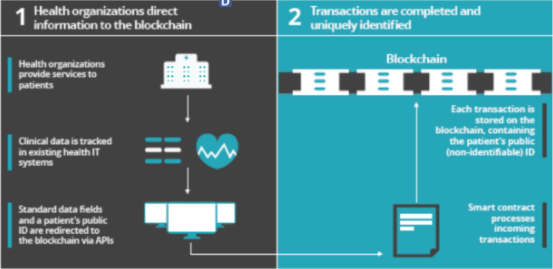 D
1 Health organizations direct
information to the blockchain
Health organizations
provide services to
patients
Clinical data is tracked
in existing health IT
systems
Standard data fields
and a patient's public
ID are redirected to
the blockchain via APIs
2 Transactions are completed and
uniquely identified
Blockchain
Each transaction is
stored on the
blockchain, containing
the patient's public
(non-identifiable) ID
Smart contract
processes
incoming
transactions